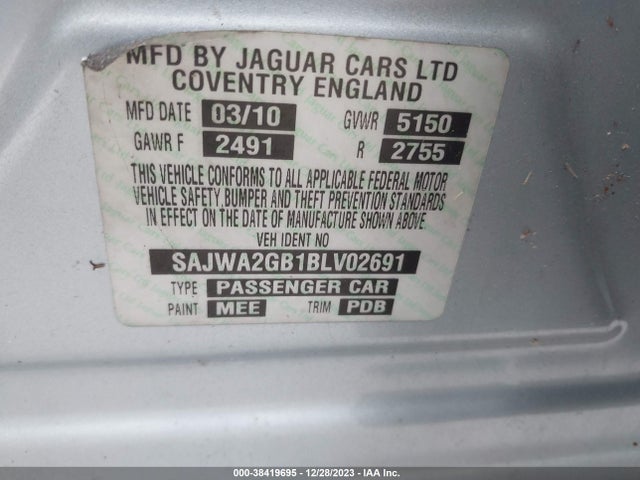 MFD BY JAGUAR CARS LTD
COVENTRY ENGLAND
MFD DATE 03/10 GVWR 5150
GAWR F 2491 R 2755
THIS VEHICLE CONFORMS TO ALL APPLICABLE FEDERAL MOTOR
VEHICLE SAFETY BUMPER AND THEFT PREVENTION STANDARDS
IN EFFECT ON THE DATE OF MANUFACTURE SHOWN ABOVE
VEH IDENT NO
SAJWA2GB1BLV02691
TYPE PASSENGER CAR
PAINT MEE TRIM PDB
000-38419695 - 12/28/2023 - IAA Inc.